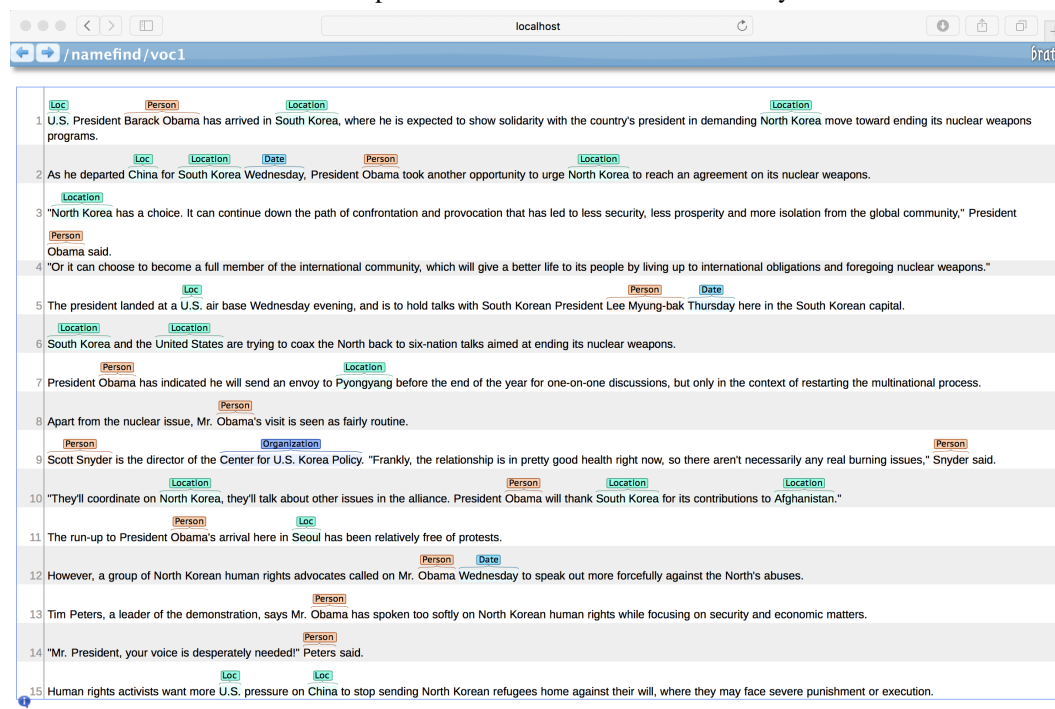 localhost
/namefind/voc1
brat
Loc Person Location Location
1 U.S. President Barack Obama has arrived in South Korea, where he is expected to show solidarity with the country's president in demanding North Korea move toward ending its nuclear weapons
programs.
Loc Location Date Person Location
2 As he departed China for South Korea Wednesday, President Obama took another opportunity to urge North Korea to reach an agreement on its nuclear weapons.
Location
3 "North Korea has a choice. It can continue down the path of confrontation and provocation that has led to less security, less prosperity and more isolation from the global community," President
Person
Obama said.
4 "Or it can choose to become a full member of the international community, which will give a better life to its people by living up to international obligations and foregoing nuclear weapons."
Loc Person Date
5 The president landed at a U.S. air base Wednesday evening, and is to hold talks with South Korean President Lee Myung-bak Thursday here in the South Korean capital.
Location Location
6 South Korea and the United States are trying to coax the North back to six-nation talks aimed at ending its nuclear weapons.
Person Location
7 President Obama has indicated he will send an envoy to Pyongyang before the end of the year for one-on-one discussions, but only in the context of restarting the multinational process.
Person
8 Apart from the nuclear issue, Mr. Obama's visit is seen as fairly routine.
Person Organization Person
9 Scott Snyder is the director of the Center for U.S. Korea Policy. "Frankly, the relationship is in pretty good health right now, so there aren't necessarily any real burning issues," Snyder said.
Location Person Location Location
10 "They'll coordinate on North Korea, they'll talk about other issues in the alliance. President Obama will thank South Korea for its contributions to Afghanistan."
Person Loc
11 The run-up to President Obama's arrival here in Seoul has been relatively free of protests.
Person Date
12 However, a group of North Korean human rights advocates called on Mr. Obama Wednesday to speak out more forcefully against the North's abuses.
Person
13 Tim Peters, a leader of the demonstration, says Mr. Obama has spoken too softly on North Korean human rights while focusing on security and economic matters.
Person
14 "Mr. President, your voice is desperately needed!" Peters said.
Loc Loc
15 Human rights activists want more U.S. pressure on China to stop sending North Korean refugees home against their will, where they may face severe punishment or execution.